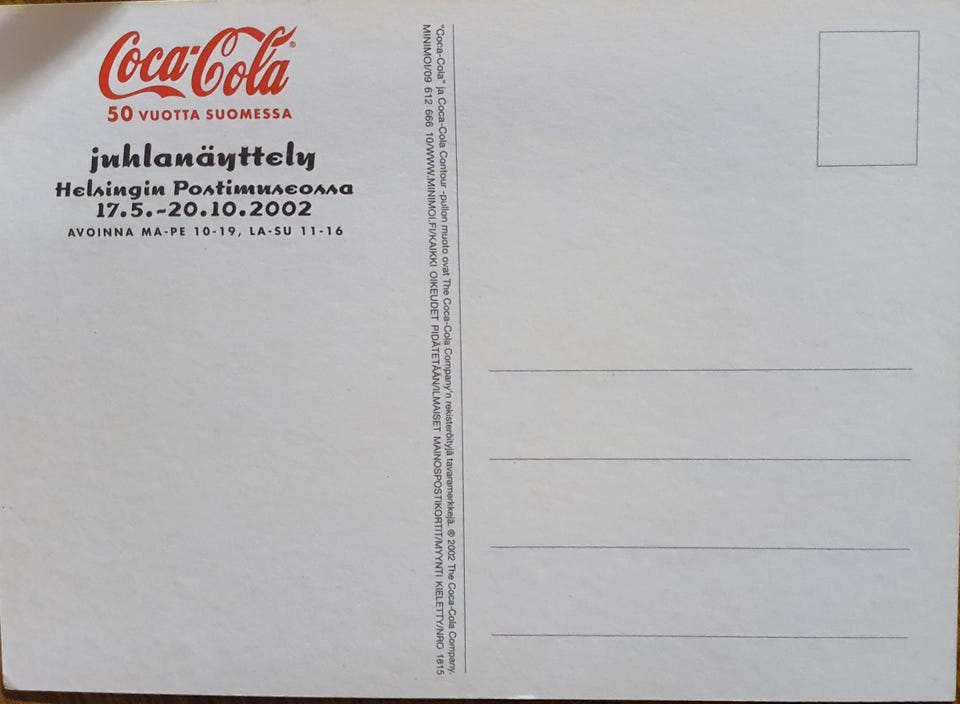 Coca-Cola®
50 VUOTTA SUOMESSA
juhlanäyttely
Helsingin Postimuseossa
17.5.-20.10.2002
AVOINNA MA-PE 10-19, LA-SU 11-16
"Coca-Cola" ja Coca-Cola Contour -pullon muoto ovat The Coca-Cola Company'n rekisteröityjä tavaramerkkejä. ® 2002 The Coca-Cola Company.
MINIMOI/09 612 666 10/WWW.MINIMOI.FI/KAIKKI OIKEUDET PIDÄTETÄÄN/ILMAISET MAINOSPOSTIKORTIT/MYYNTI KIELETTY/NRO 1815